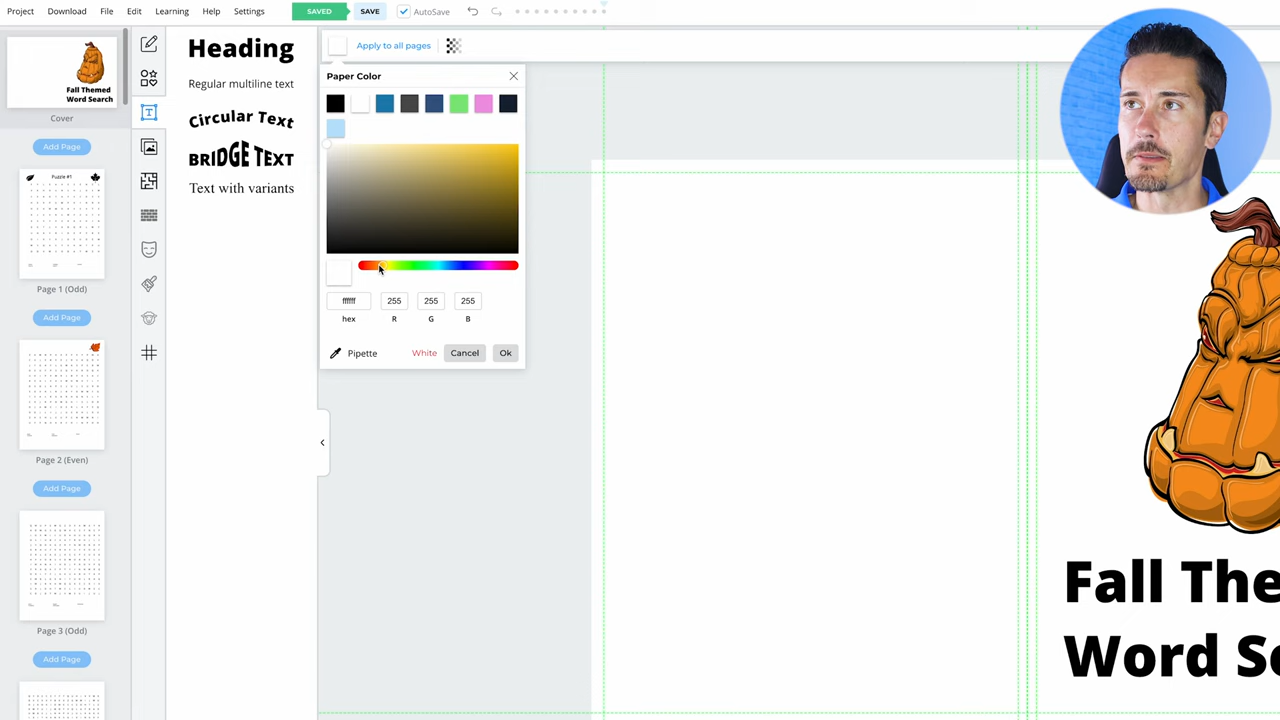 Project Download File Edit Learning Help Settings SAVED SAVE AutoSave
Heading
Regular multiline text
Circular Text
BRIDGE TEXT
Text with variants
Apply to all pages
Paper Color
ffffff 255 255 255
hex R G B
Pipette White Cancel Ok
Fall Themed
Word Search
Cover
Add Page
Puzzle #1
Page 1 (Odd)
Add Page
Page 2 (Even)
Add Page
Page 3 (Odd)
Add Page
Fall The
Word Se